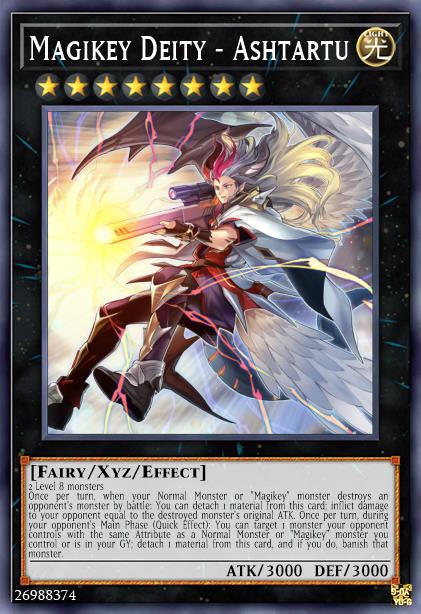 MAGIKEY DEITY - ASHTARTU
LIGHT
光
[FAIRY/XYZ/EFFECT]
2 Level 8 monsters
Once per turn, when your Normal Monster or "Magikey" monster destroys an
opponent's monster by battle: You can detach 1 material from this card; inflict damage
to your opponent equal to the destroyed monster's original ATK. Once per turn, during
your opponent's Main Phase (Quick Effect): You can target 1 monster your opponent
controls with the same Attribute as a Normal Monster or "Magikey" monster you
control or is in your GY; detach 1 material from this card, and if you do, banish that
monster.
ATK/3000 DEF/3000
26988374